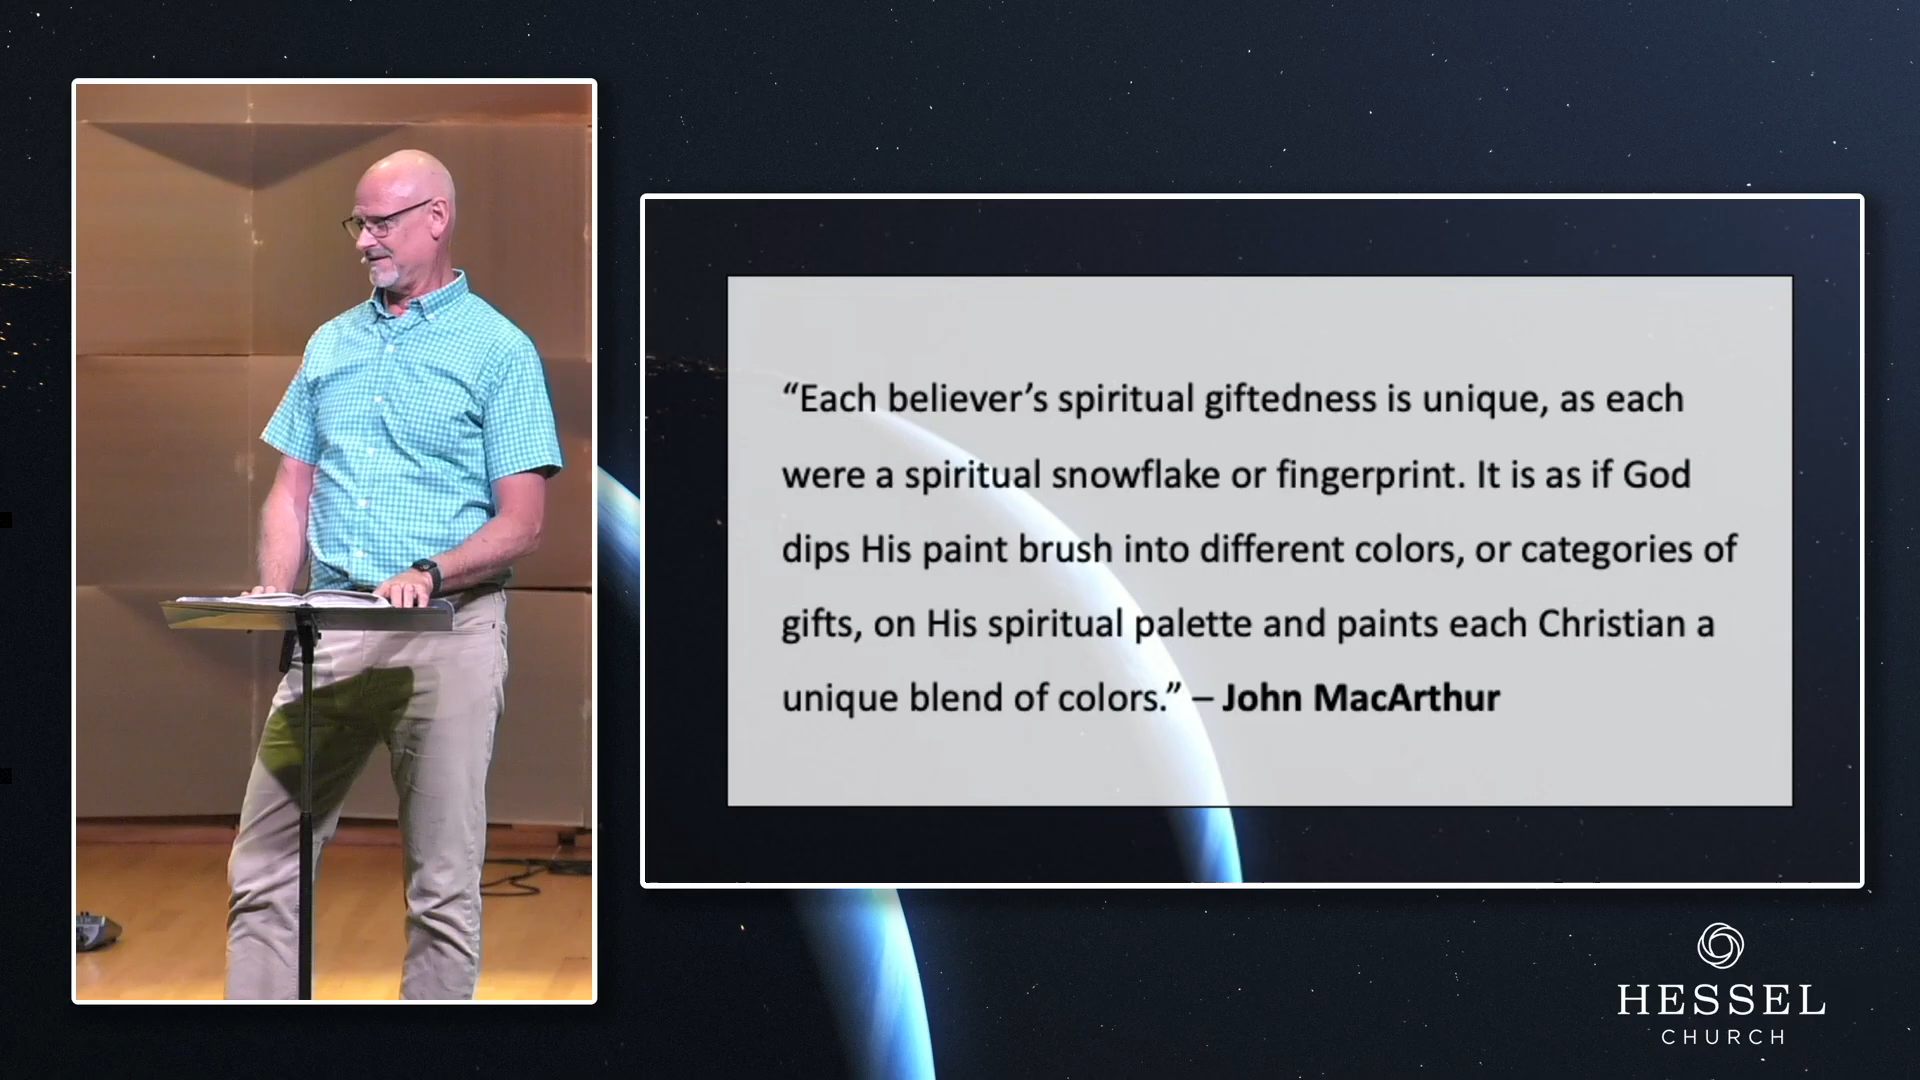 “Each believer’s spiritual giftedness is unique, as each
were a spiritual snowflake or fingerprint. It is as if God
dips His paint brush into different colors, or categories of
gifts, on His spiritual palette and paints each Christian a
unique blend of colors.” – John MacArthur
HESSEL
CHURCH